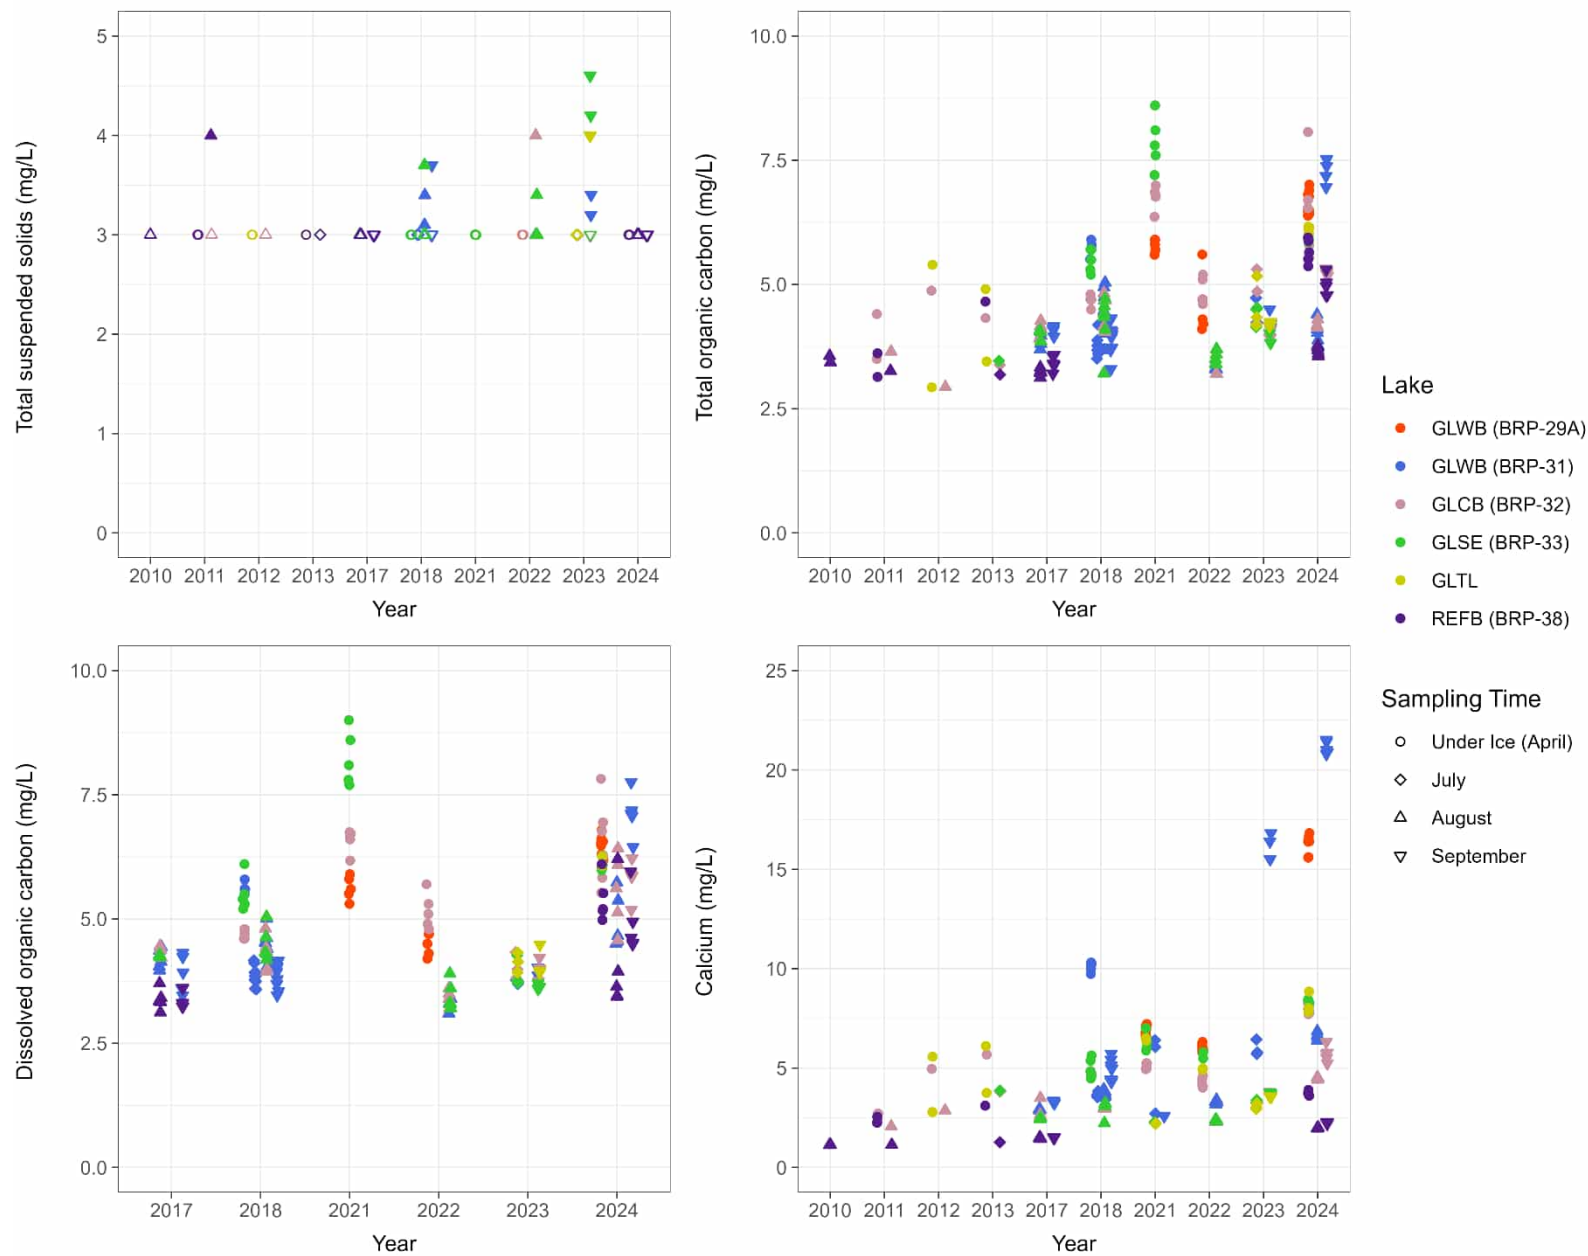 Total suspended solids (mg/L)
5
4
3
2
1
0
2010 2011 2012 2013 2017 2018 2021 2022 2023 2024
Year
Total organic carbon (mg/L)
10.0
7.5
5.0
2.5
0.0
2010 2011 2012 2013 2017 2018 2021 2022 2023 2024
Year
Dissolved organic carbon (mg/L)
10.0
7.5
5.0
2.5
0.0
2017 2018 2021 2022 2023 2024
Year
Calcium (mg/L)
25
20
15
10
5
0
2010 2011 2012 2013 2017 2018 2021 2022 2023 2024
Year
Lake
GLWB (BRP-29A)
GLWB (BRP-31)
GLCB (BRP-32)
GLSE (BRP-33)
GLTL
REFB (BRP-38)
Sampling Time
Under Ice (April)
July
August
September